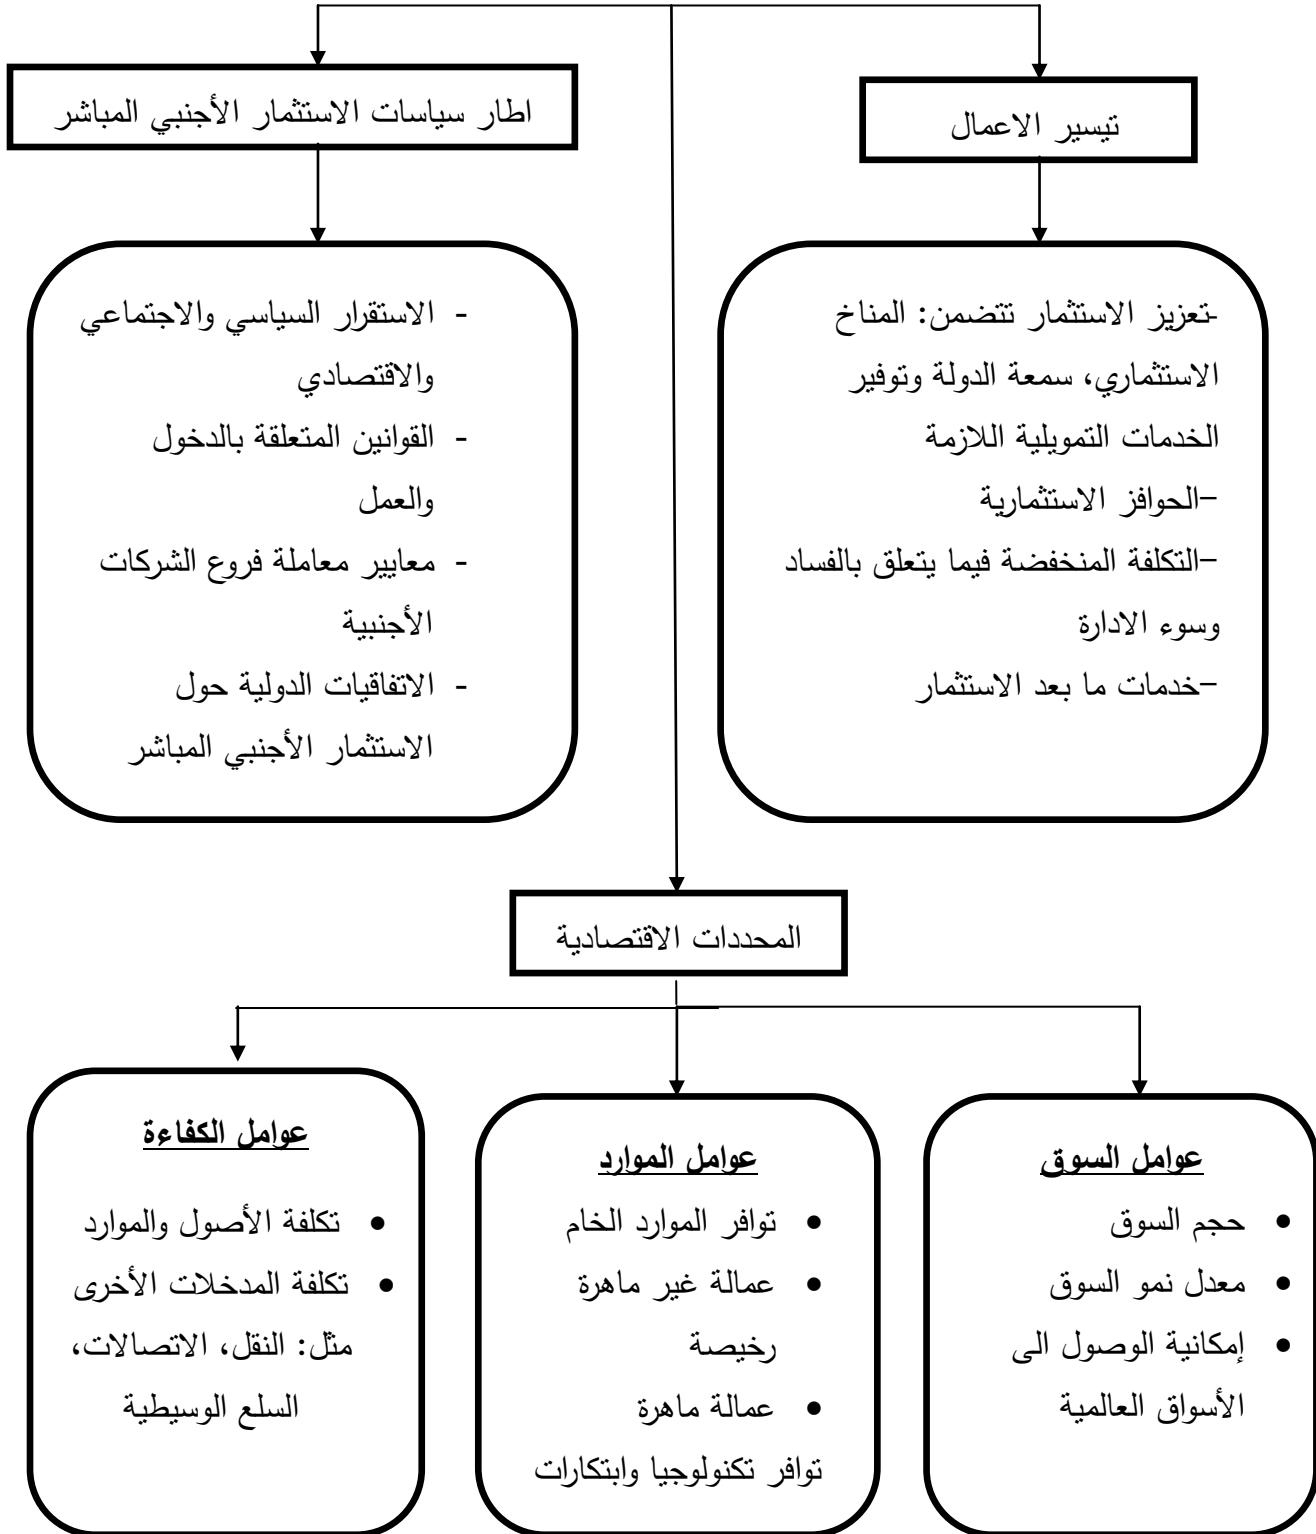 تيسير الاعمال
-تعزيز الاستثمار تتضمن: المناخ
الاستثماري، سمعة الدولة وتوفير
الخدمات التمويلية اللازمة
–الحوافز الاستثمارية
–التكلفة المنخفضة فيما يتعلق بالفساد
وسوء الادارة
–خدمات ما بعد الاستثمار
اطار سياسات الاستثمار الأجنبي المباشر
- الاستقرار السياسي والاجتماعي
والاقتصادي
- القوانين المتعلقة بالدخول
والعمل
- معايير معاملة فروع الشركات
الأجنبية
- الاتفاقيات الدولية حول
الاستثمار الأجنبي المباشر
المحددات الاقتصادية
عوامل السوق
• حجم السوق
• معدل نمو السوق
• إمكانية الوصول الى
الأسواق العالمية
عوامل الموارد
• توافر الموارد الخام
• عمالة غير ماهرة
رخيصة
• عمالة ماهرة
توافر تكنولوجيا وابتكارات
عوامل الكفاءة
• تكلفة الأصول والموارد
• تكلفة المدخلات الأخرى
مثل: النقل، الاتصالات،
السلع الوسيطية